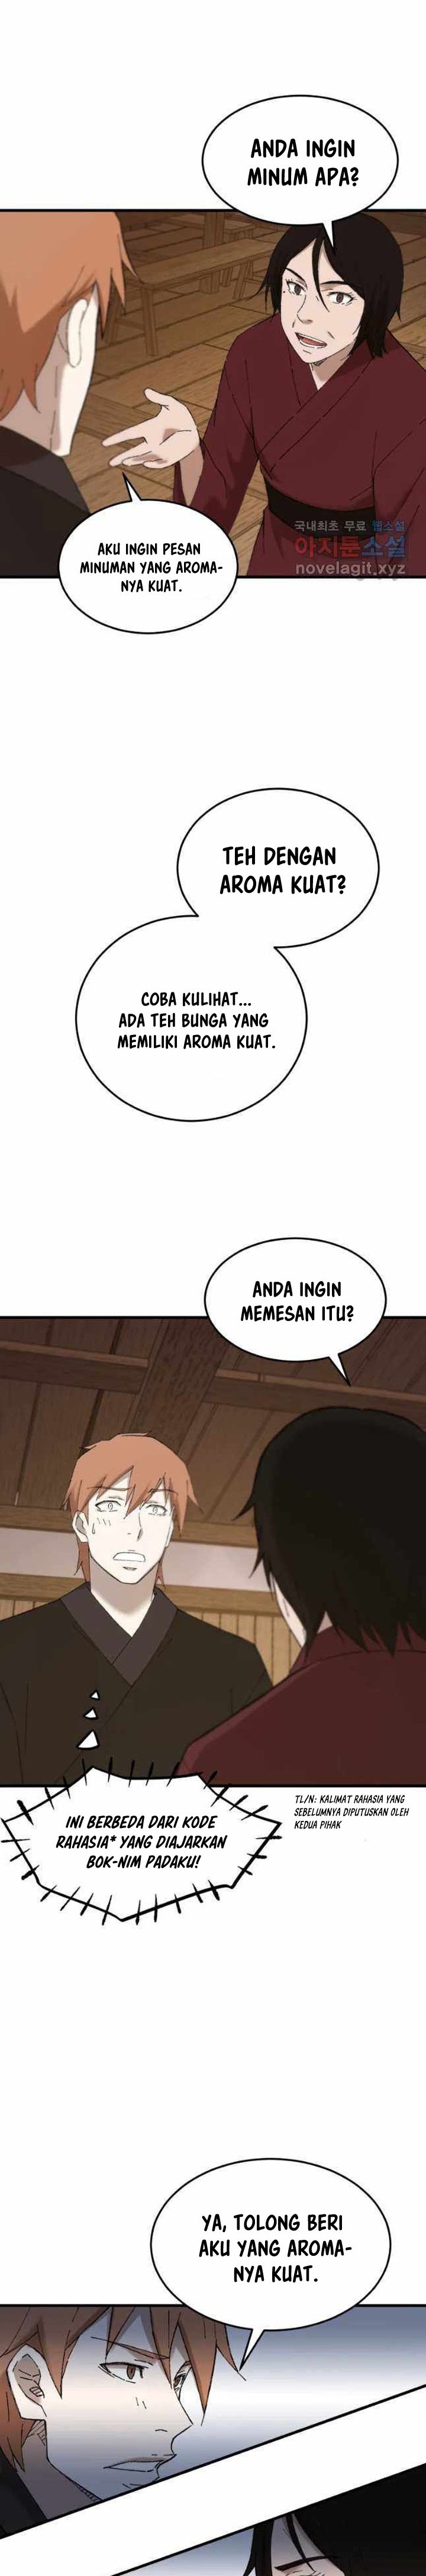 ANDA INGIN
MINUM APA?
국내최초 무료 웹소설
아지툰소설
novelagit.xyz
AKU INGIN PESAN
MINUMAN YANG AROMA-
NYA KUAT.
TEH DENGAN
AROMA KUAT?
COBA KULIHAT...
ADA TEH BUNGA YANG
MEMILIKI AROMA KUAT.
ANDA INGIN
MEMESAN ITU?
TL/N: KALIMAT RAHASIA YANG
SEBELUMNYA DIPUTUSKAN OLEH
KEDUA PIHAK
INI BERBEDA DARI KODE
RAHASIA* YANG DIAJARKAN
BOK-NIM PADAKU!
YA, TOLONG BERI
AKU YANG AROMA-
NYA KUAT.